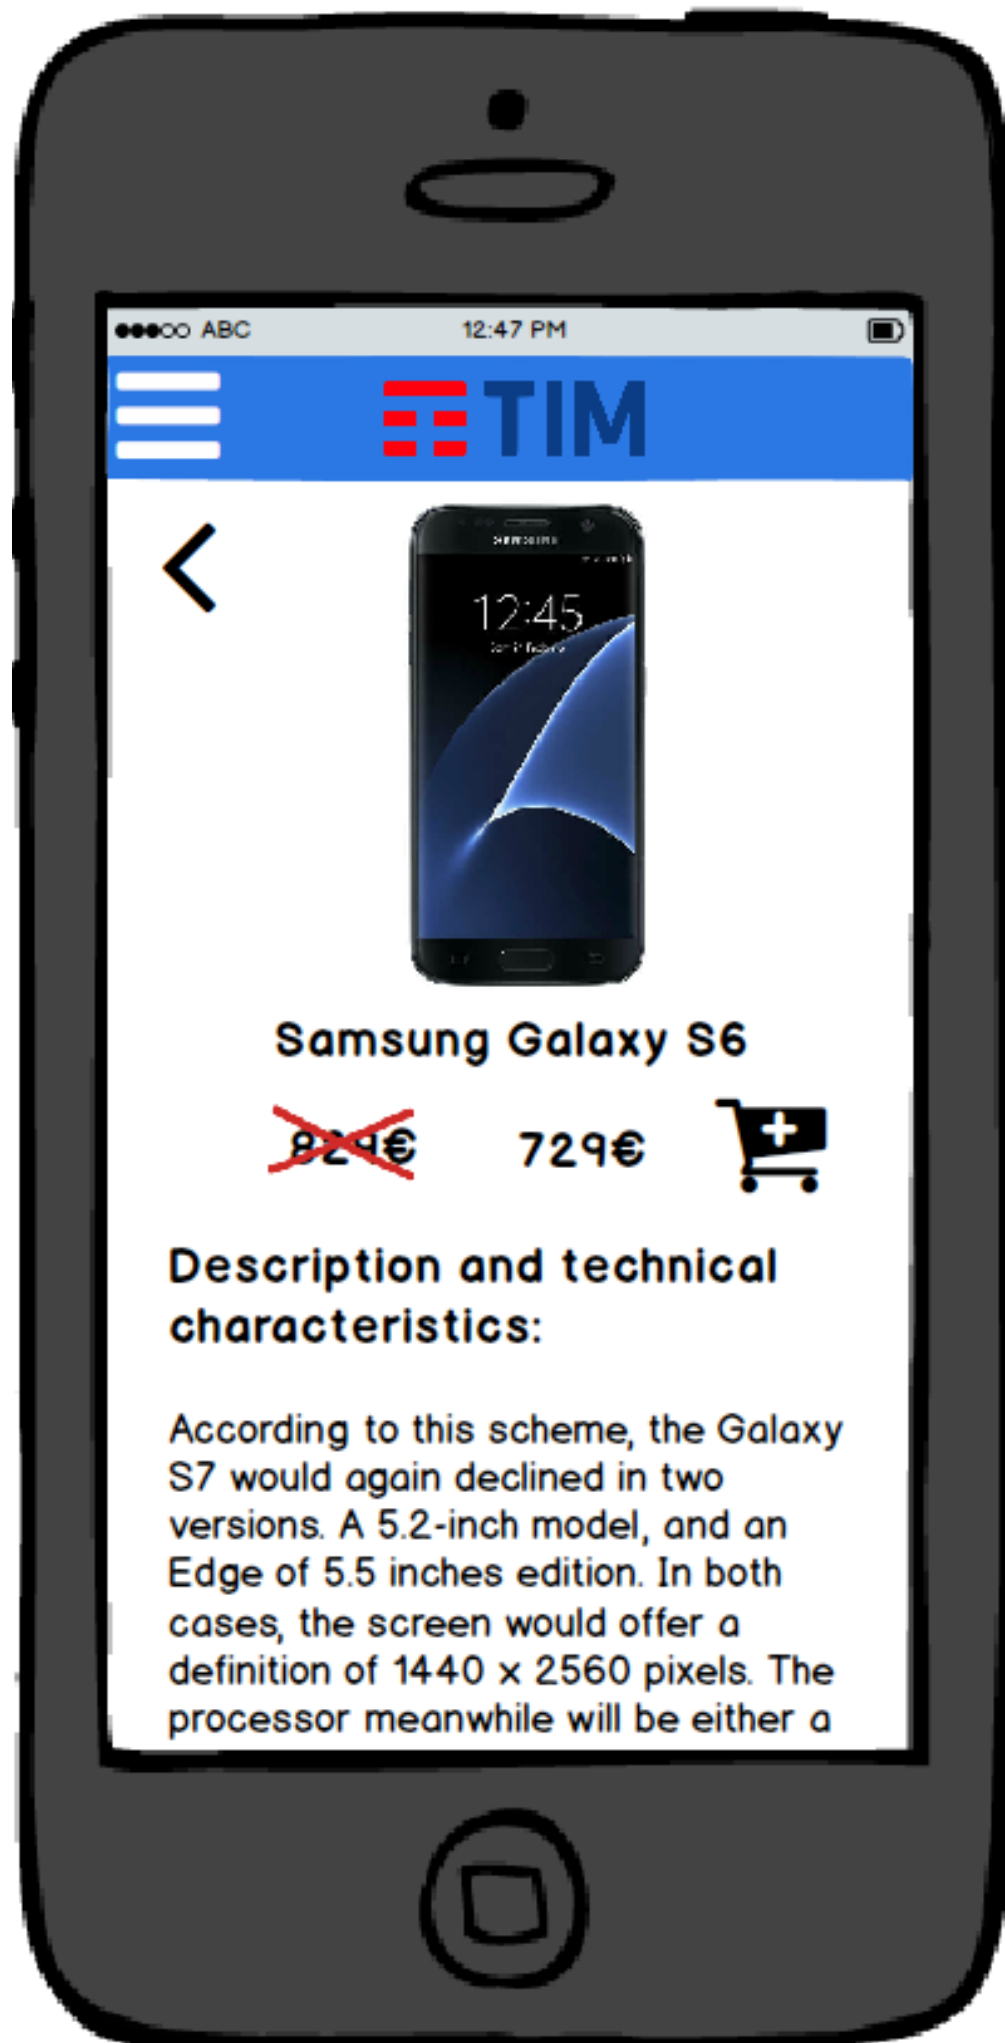 ABC 12:47 PM
TIM
SAMSUNG
12:45
Samsung Galaxy S6
829€ 729€
Description and technical
characteristics:
According to this scheme, the Galaxy
S7 would again declined in two
versions. A 5.2-inch model, and an
Edge of 5.5 inches edition. In both
cases, the screen would offer a
definition of 1440 x 2560 pixels. The
processor meanwhile will be either a